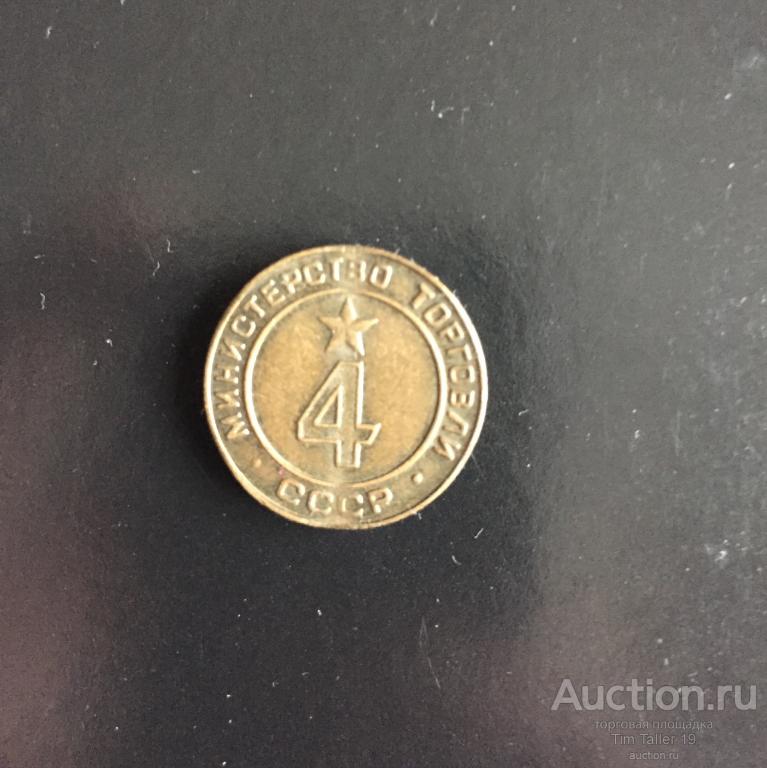 МИНИСТЕРСТВО ТОРГОВЛИ
4
• СССР •
Auction.ru
торговая площадка
Tim Taller 19
auction.ru